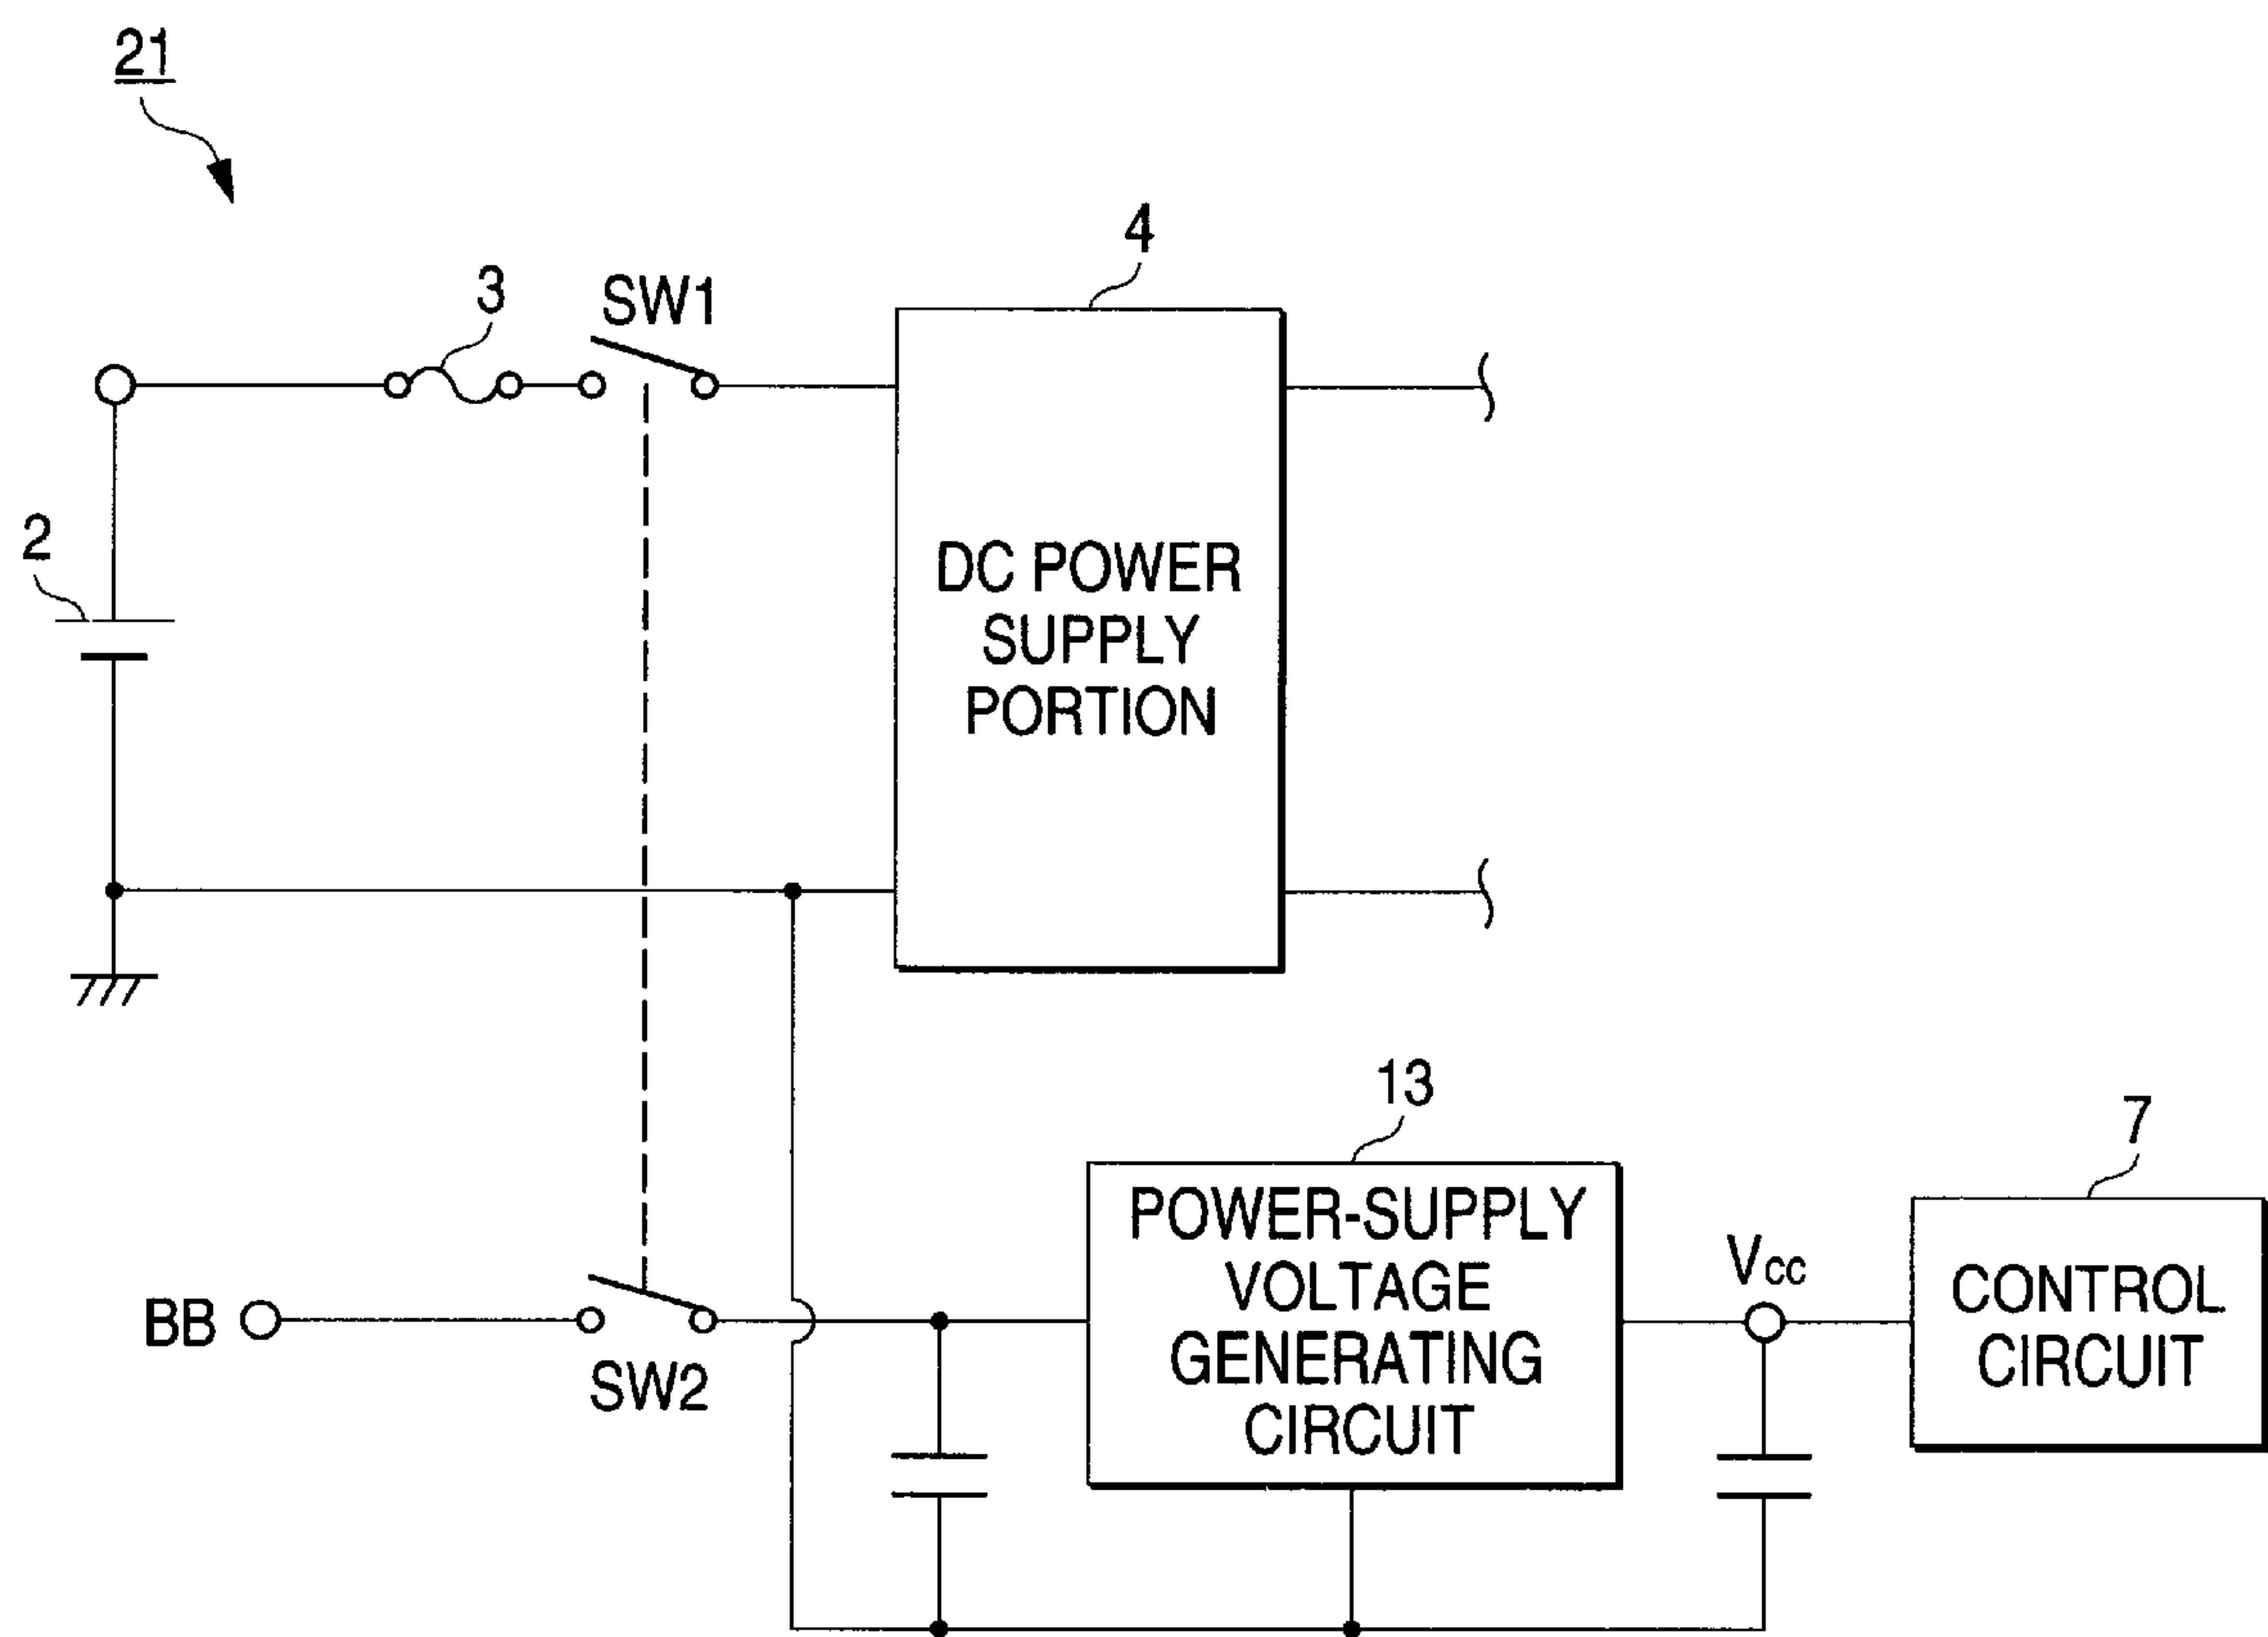 21
4
3
SW1
2
DC POWER
SUPPLY
PORTION
13
7
POWER-SUPPLY
VOLTAGE
GENERATING
CIRCUIT
Vcc
CONTROL
CIRCUIT
BB
SW2